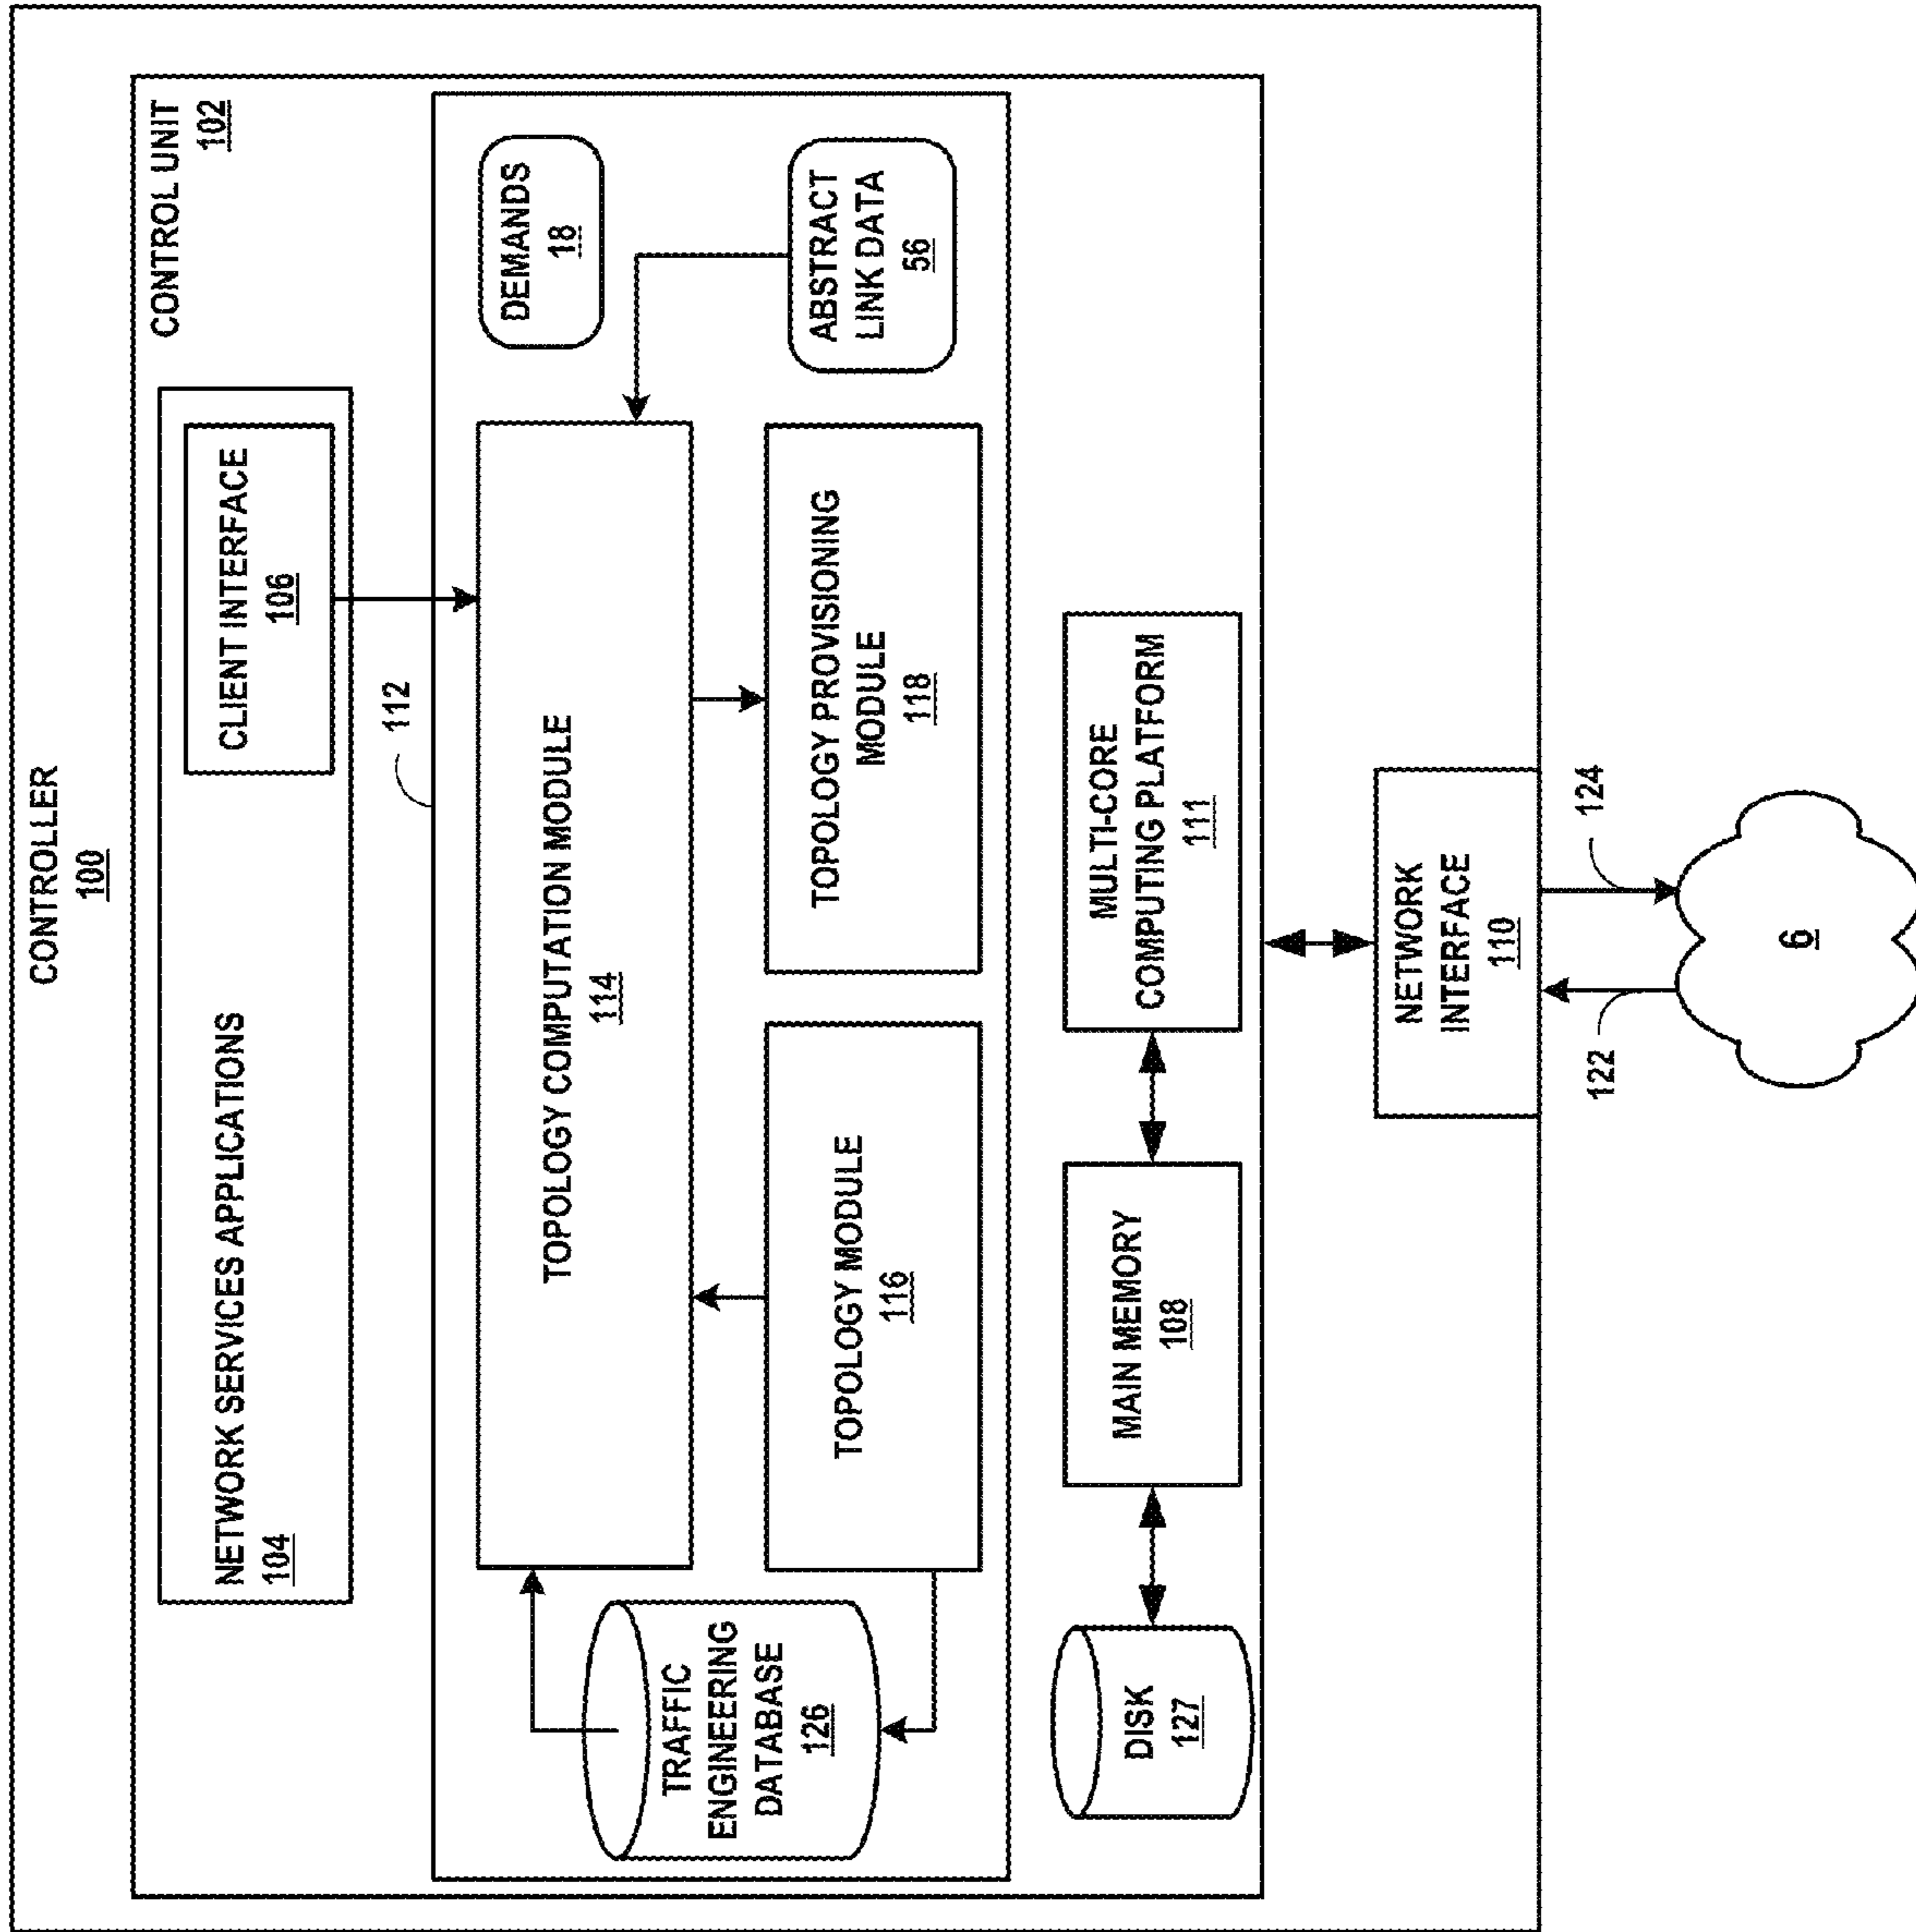 CONTROLLER
100
CONTROL UNIT
102
NETWORK SERVICES APPLICATIONS
104
CLIENT INTERFACE
106
112
TRAFFIC
ENGINEERING
DATABASE
126
TOPOLOGY COMPUTATION MODULE
114
DEMANDS
18
TOPOLOGY MODULE
116
TOPOLOGY PROVISIONING
MODULE
118
ABSTRACT
LINK DATA
56
DISK
127
MAIN MEMORY
108
MULTI-CORE
COMPUTING PLATFORM
111
NETWORK
INTERFACE
110
122
124
6